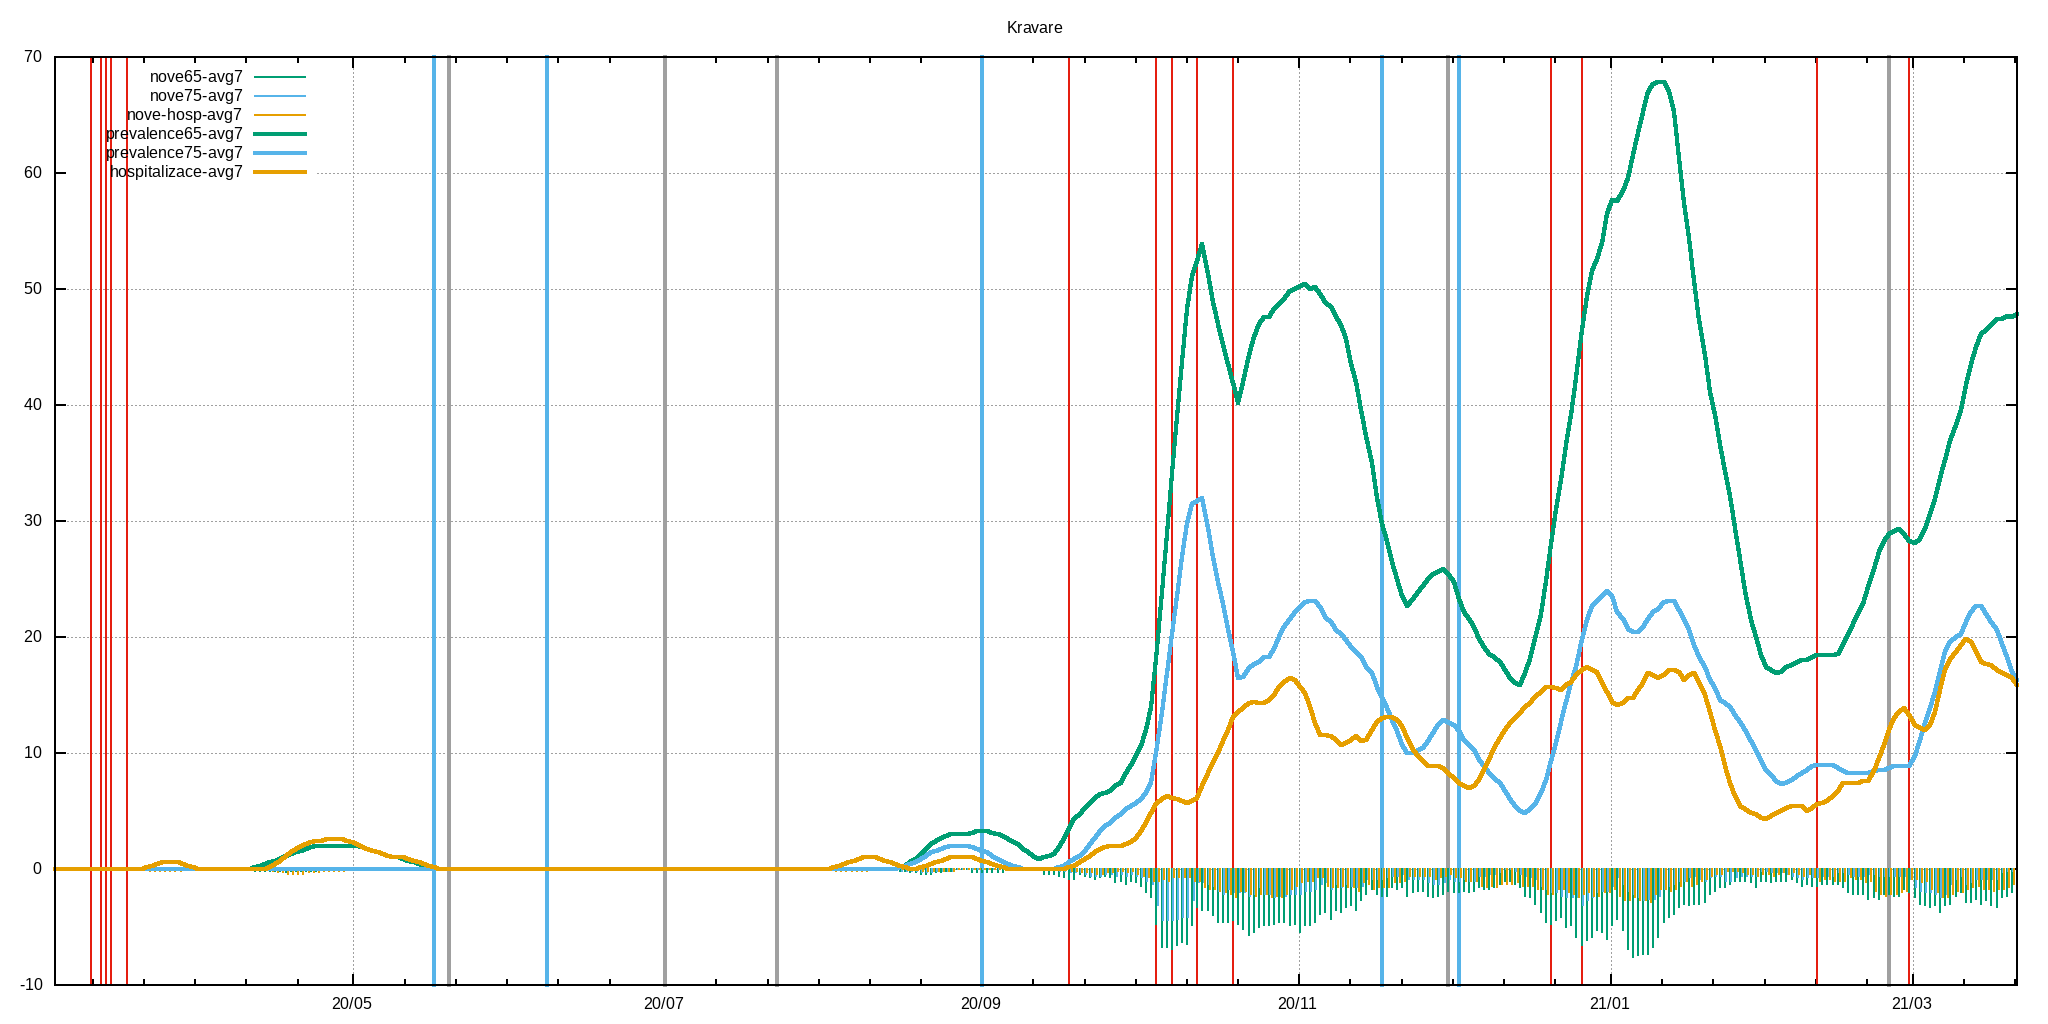 Kravare
70
60
50
40
30
20
10
0
-10
nove65-avg7
nove75-avg7
nove-hosp-avg7
prevalence65-avg7
prevalence75-avg7
hospitalizace-avg7
20/05 20/07 20/09 20/11 21/01 21/03